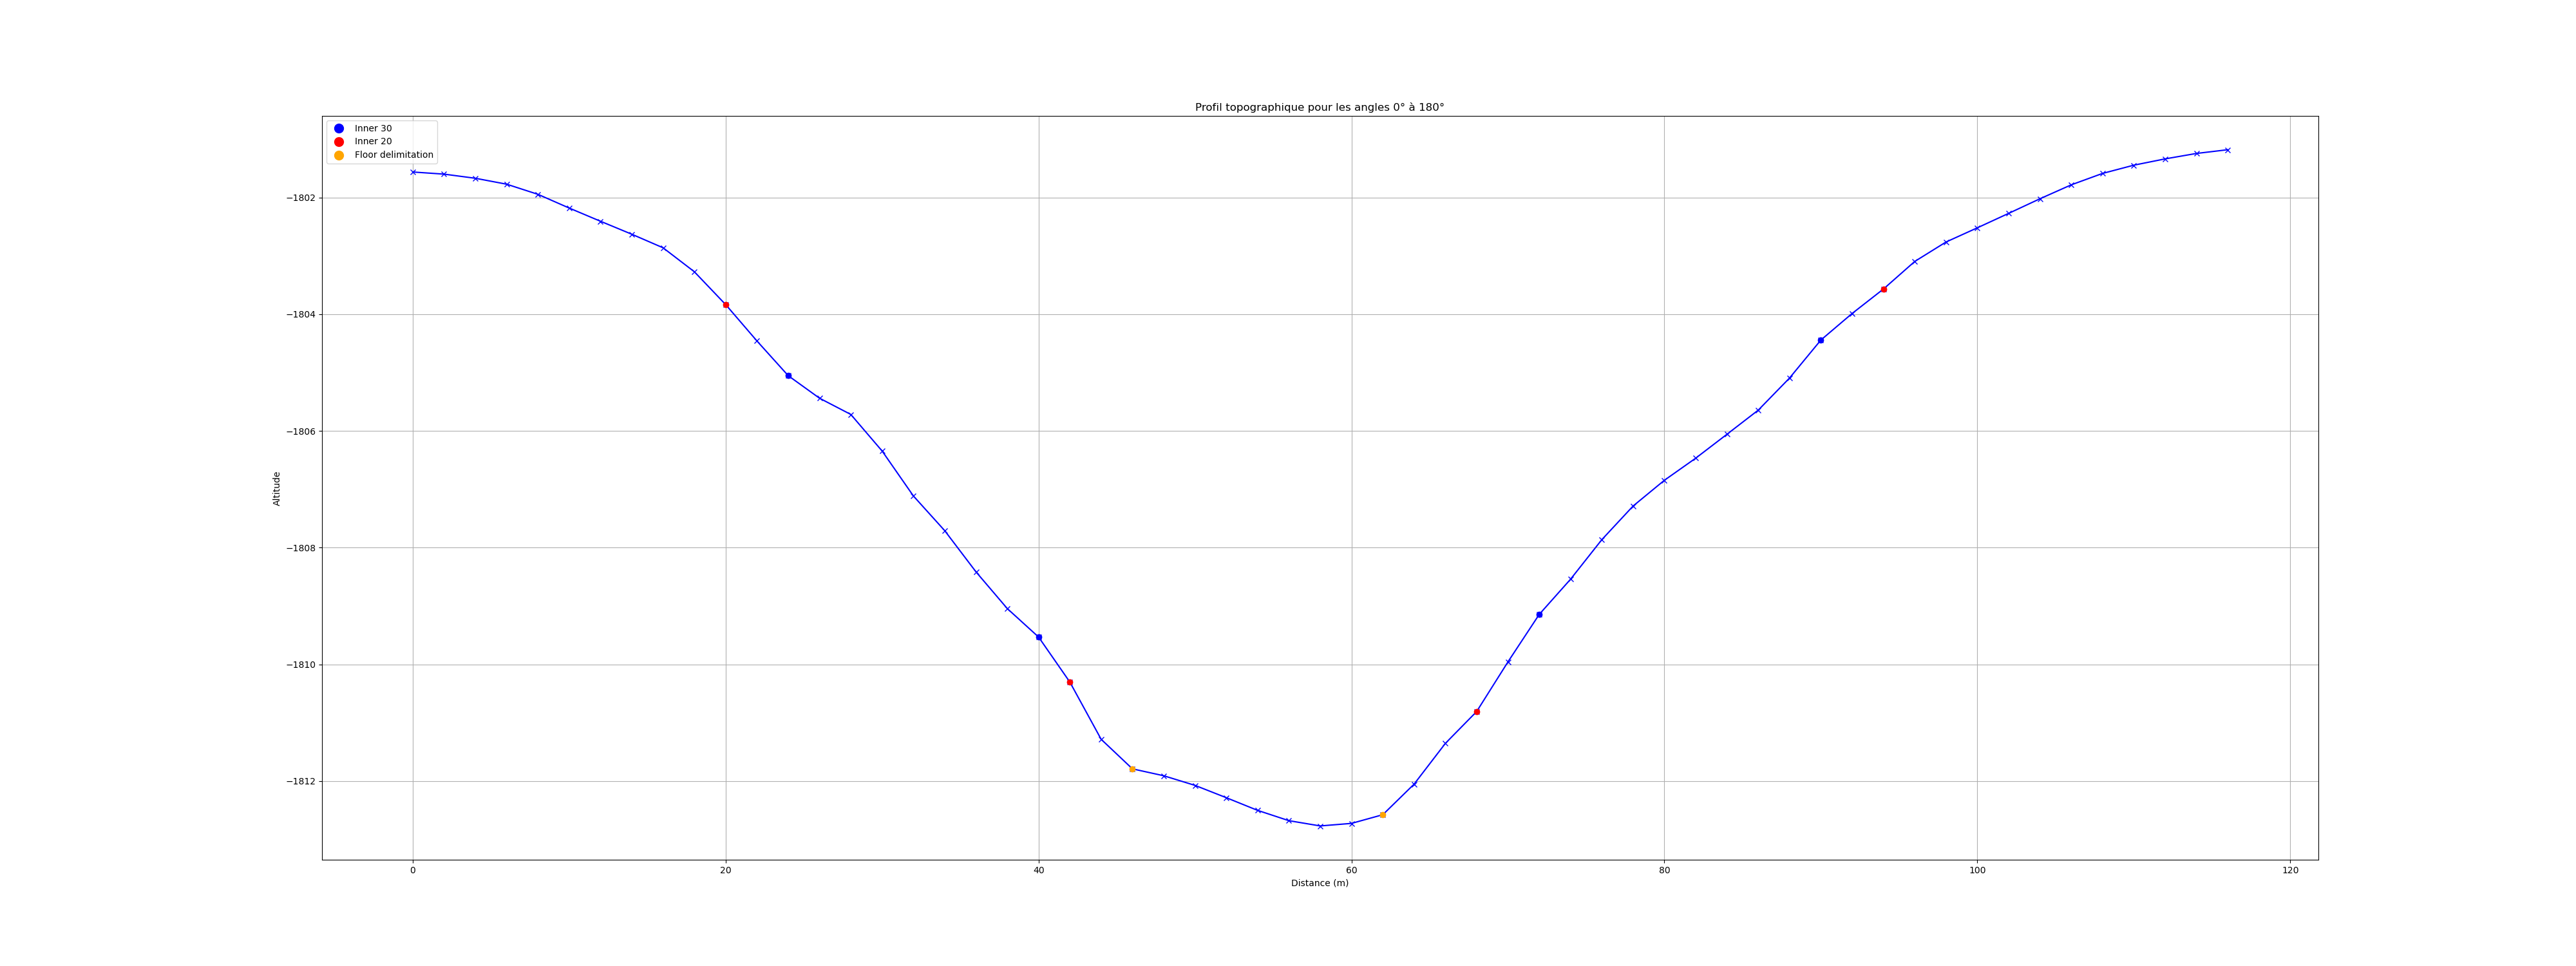 Profil topographique pour les angles 0° à 180°
Inner 30
Inner 20
Floor delimitation
−1802
−1804
−1806
−1808
−1810
−1812
Altitude
0 20 40 60 80 100 120
Distance (m)